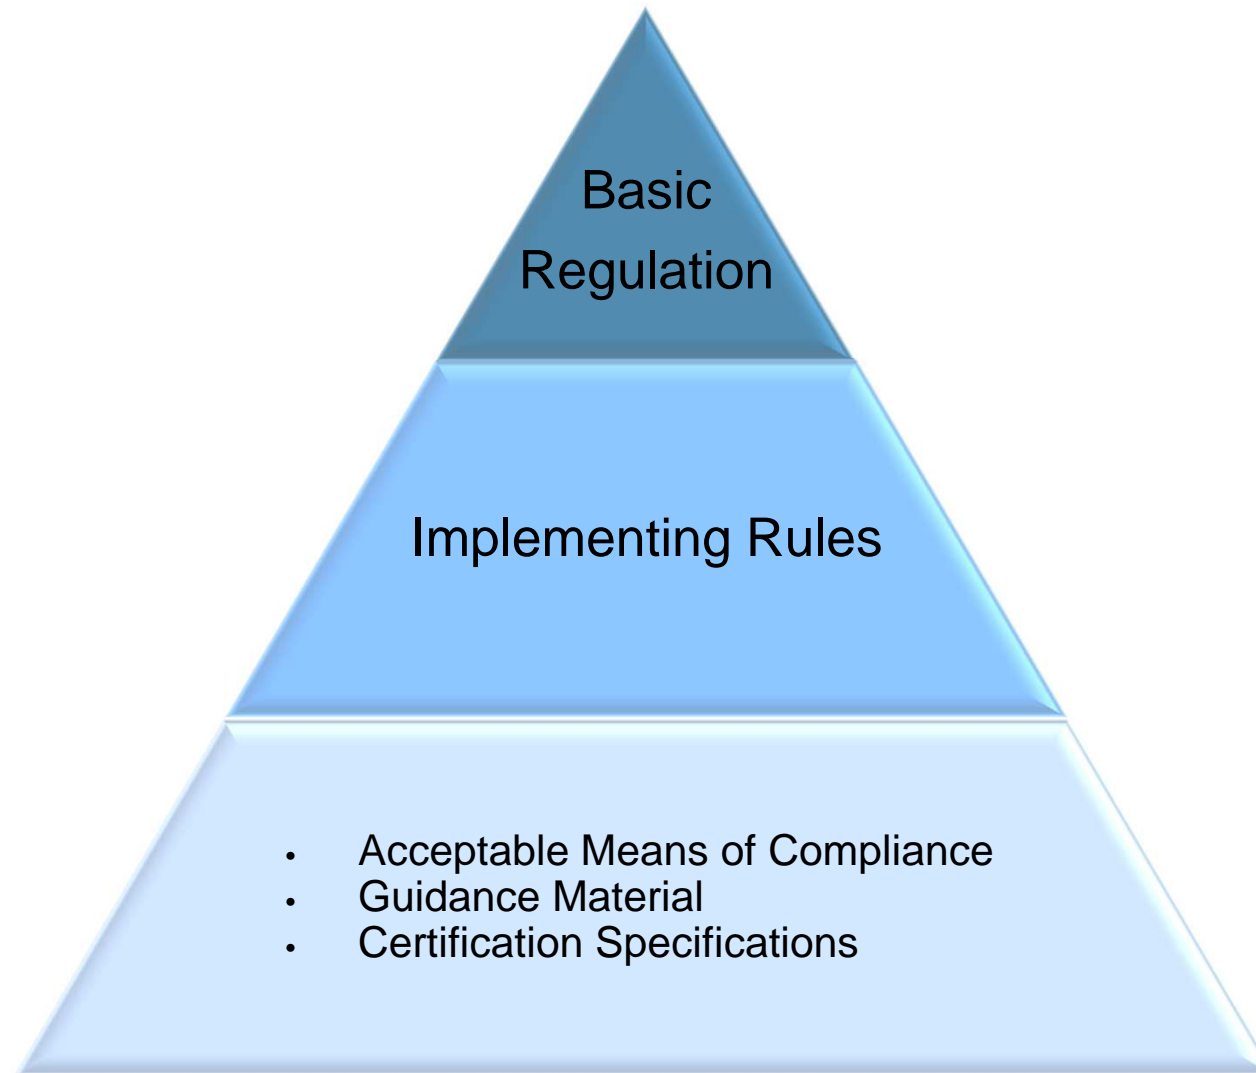 Basic
Regulation
Implementing Rules
• Acceptable Means of Compliance
• Guidance Material
• Certification Specifications